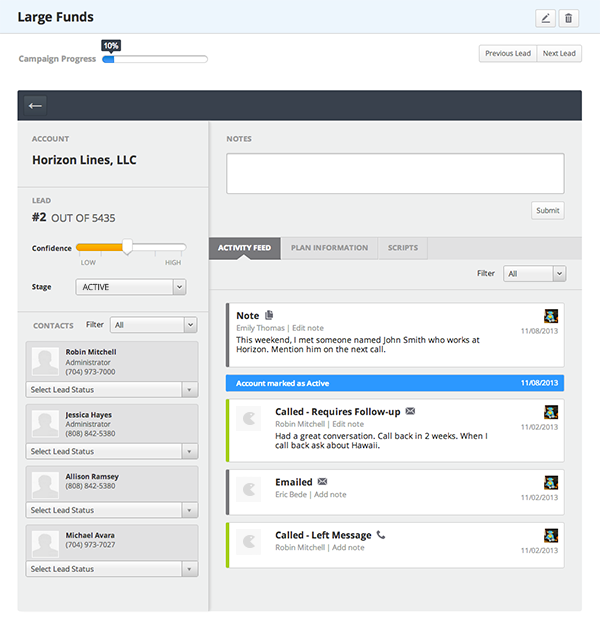 Large Funds
Campaign Progress
10%
Previous Lead
Next Lead
ACCOUNT
Horizon Lines, LLC
LEAD
#2 OUT OF 5435
Confidence
LOW
HIGH
Stage
ACTIVE
CONTACTS
Filter
All
Robin Mitchell
Administrator
(704) 973-7000
Select Lead Status
Jessica Hayes
Administrator
(808) 842-5380
Select Lead Status
Allison Ramsey
(808) 842-5380
Select Lead Status
Michael Avara
(704) 973-7027
Select Lead Status
NOTES
Submit
ACTIVITY FEED
PLAN INFORMATION
SCRIPTS
Filter
All
Note
Emily Thomas | Edit note
This weekend, I met someone named John Smith who works at
Horizon. Mention him on the next call.
11/08/2013
Account marked as Active
11/08/2013
Called - Requires Follow-up
Robin Mitchell | Edit note
Had a great conversation. Call back in 2 weeks. When I
call back ask about Hawaii.
11/02/2013
Emailed
Eric Bede | Add note
11/02/2013
Called - Left Message
Robin Mitchell | Add note
11/02/2013